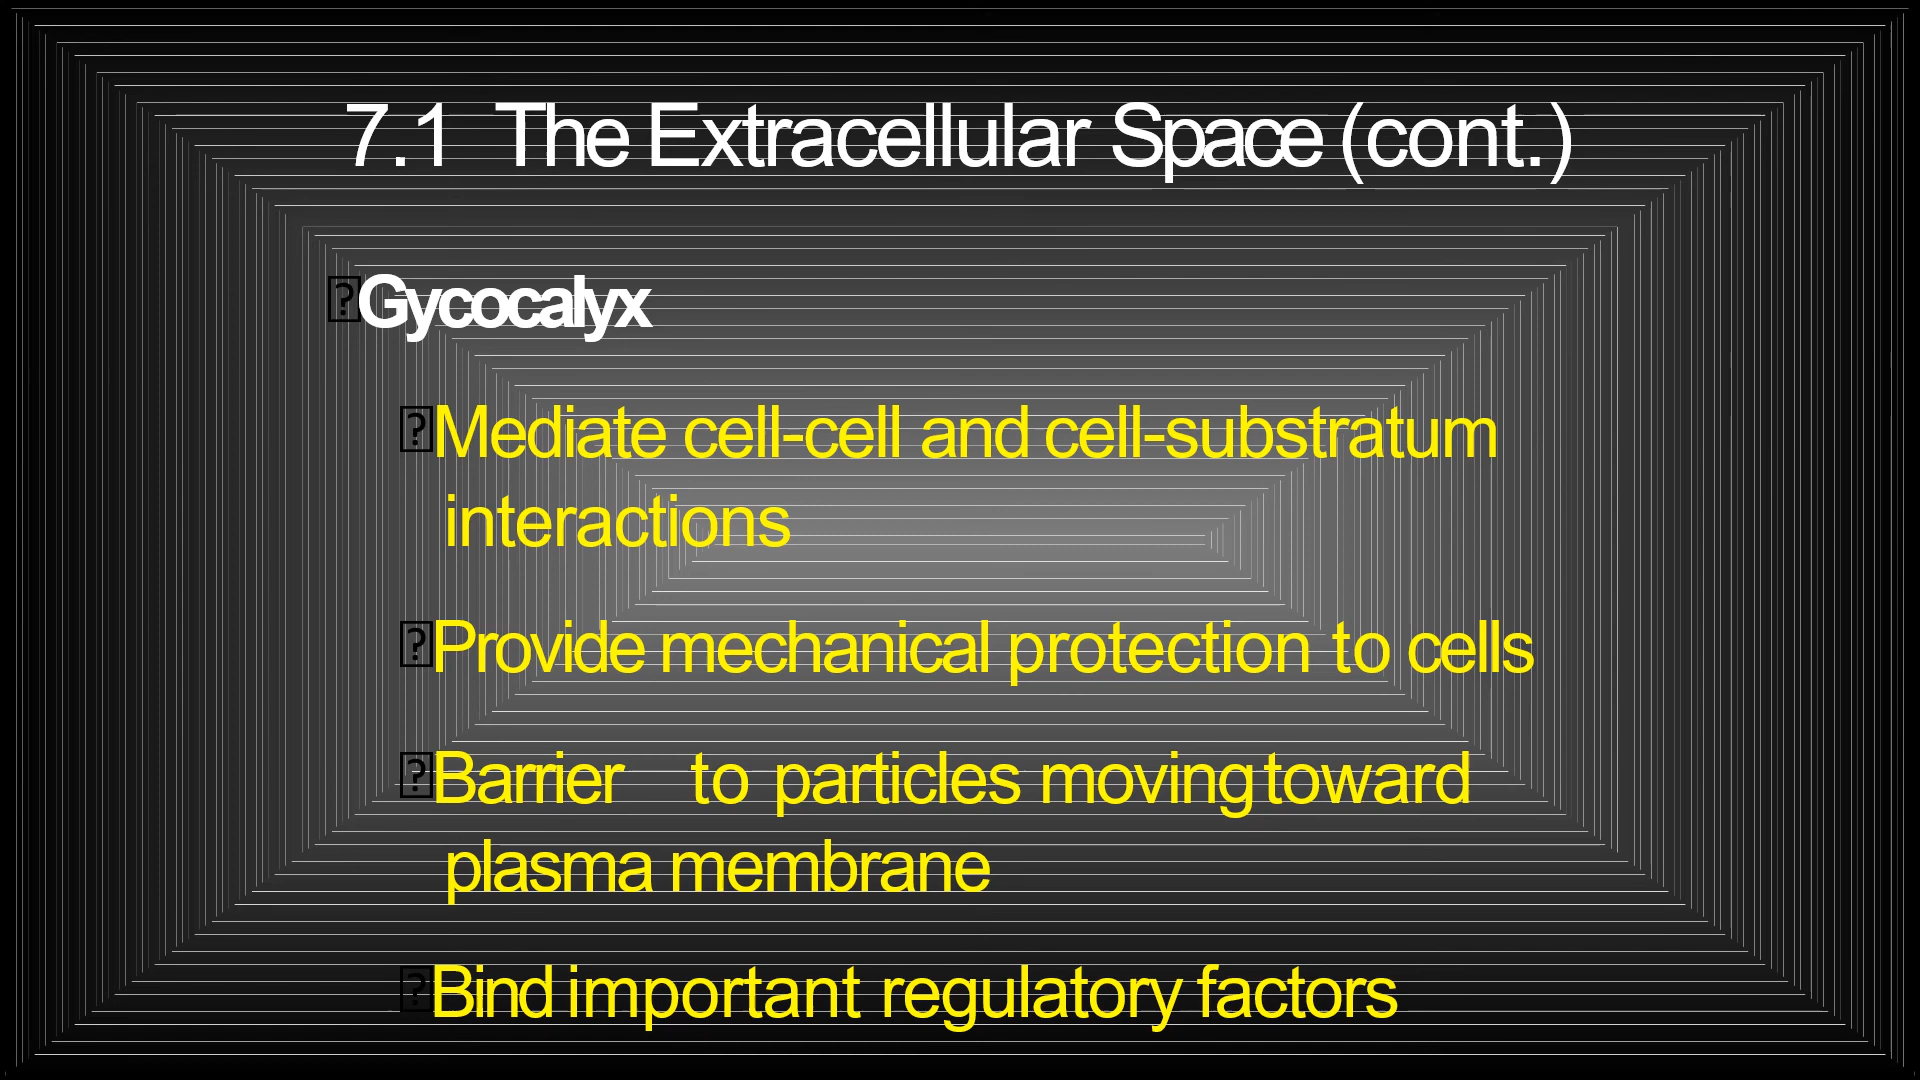 7.1 The Extracellular Space (cont.)
Gycocalyx
Mediate cell-cell and cell-substratum
interactions
Provide mechanical protection to cells
Barrier to particles moving toward
plasma membrane
Bind important regulatory factors